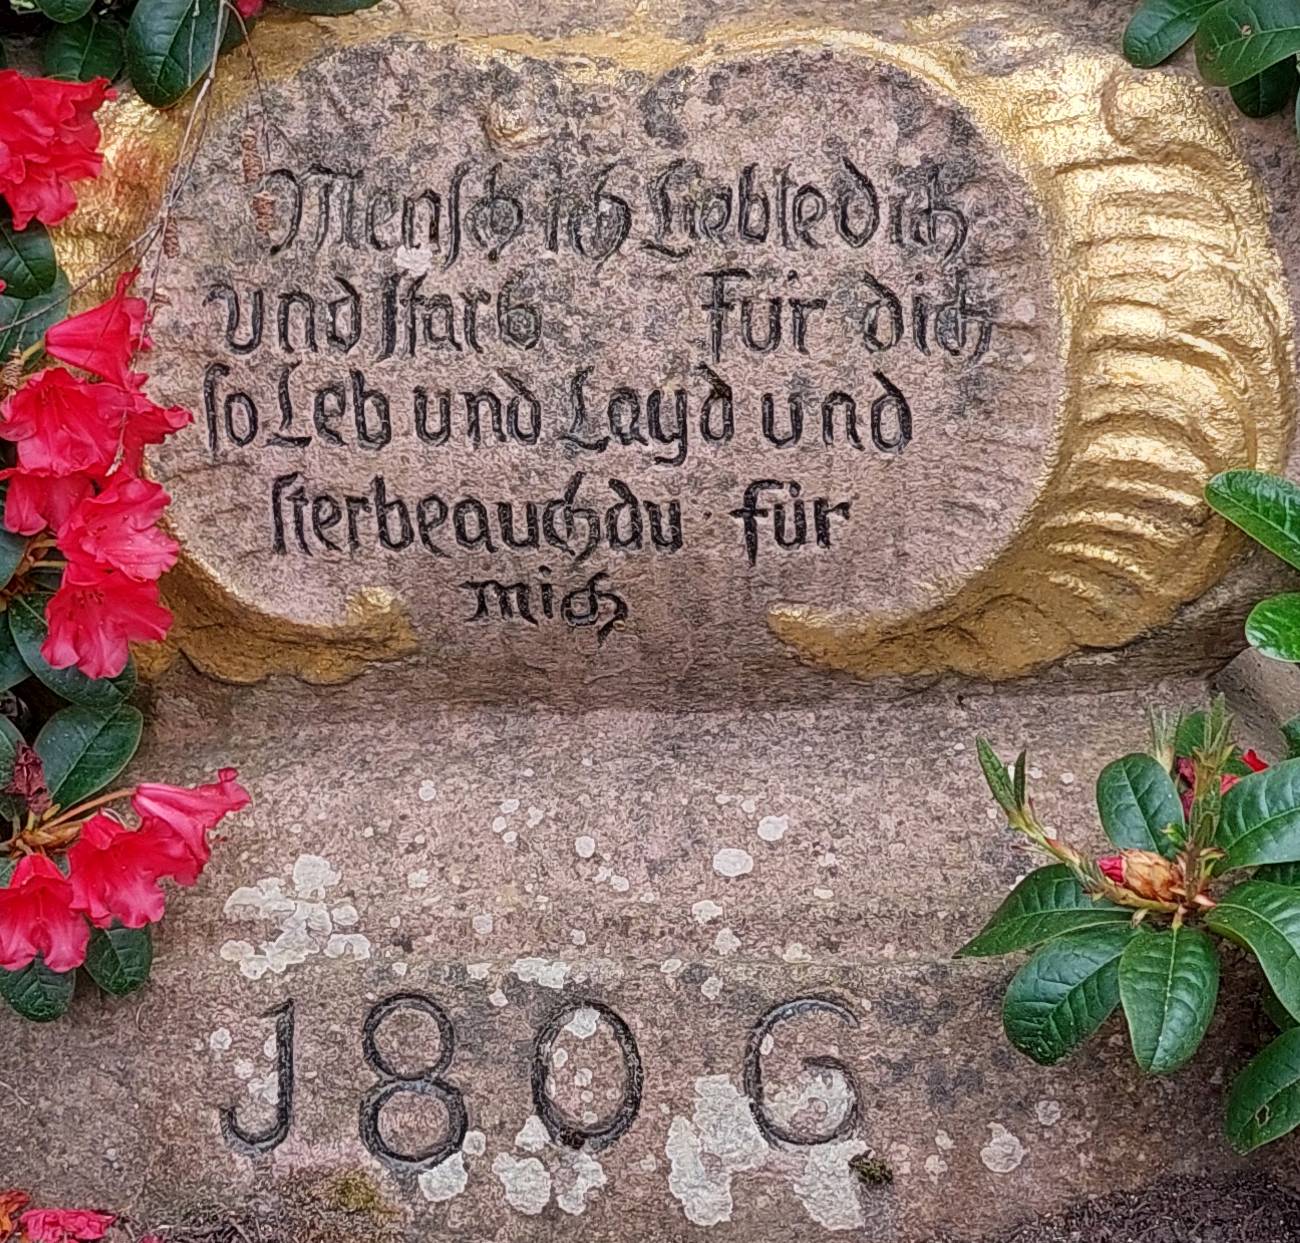 Mensch ich Liebte dich
und starb für dich
so Leb und Layd und
sterbe auch du für
mich
1806